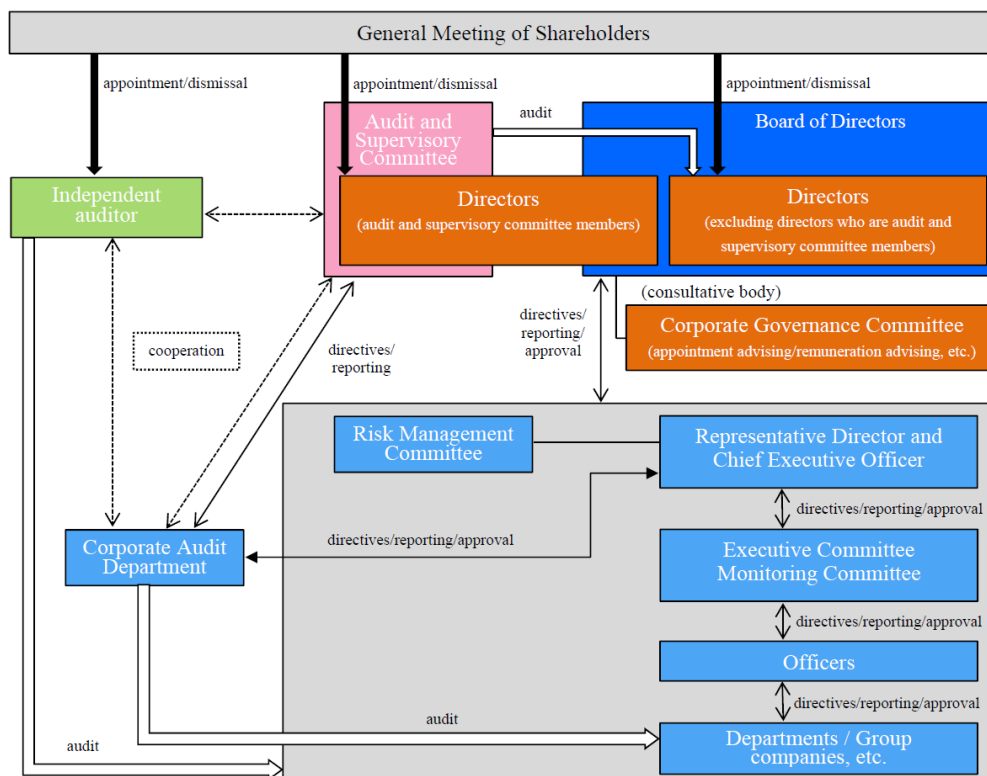 General Meeting of Shareholders
appointment/dismissal
appointment/dismissal
appointment/dismissal
Audit and
Supervisory
Committee
audit
Board of Directors
Independent
auditor
Directors
(audit and supervisory committee members)
Directors
(excluding directors who are audit and
supervisory committee members)
(consultative body)
directives/
reporting/
approval
Corporate Governance Committee
(appointment advising/remuneration advising, etc.)
cooperation
directives/
reporting
Risk Management
Committee
Representative Director and
Chief Executive Officer
directives/reporting/approval
Corporate Audit
Department
directives/reporting/approval
Executive Committee
Monitoring Committee
directives/reporting/approval
Officers
directives/reporting/approval
audit
Departments / Group
companies, etc.
audit